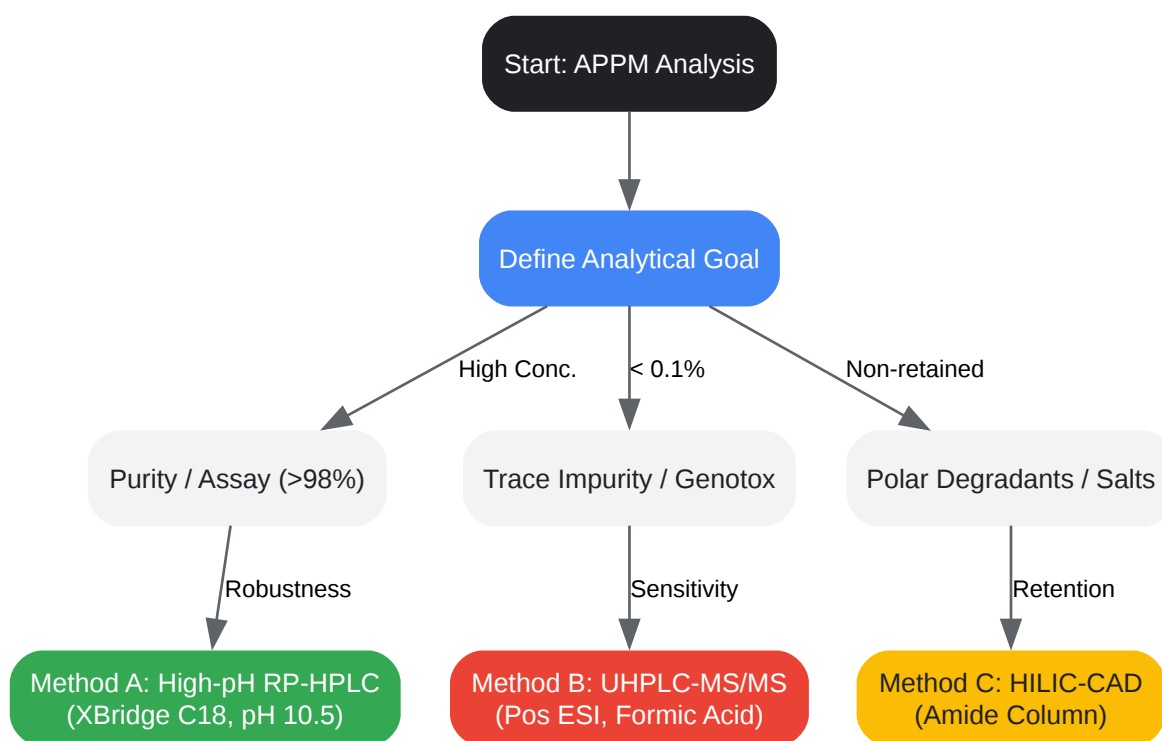 Start: APPM Analysis
Define Analytical Goal
High Conc.
< 0.1%
Non-retained
Purity / Assay (>98%)
Trace Impurity / Genotox
Polar Degradants / Salts
Robustness
Sensitivity
Retention
Method A: High-pH RP-HPLC
(XBridge C18, pH 10.5)
Method B: UHPLC-MS/MS
(Pos ESI, Formic Acid)
Method C: HILIC-CAD
(Amide Column)